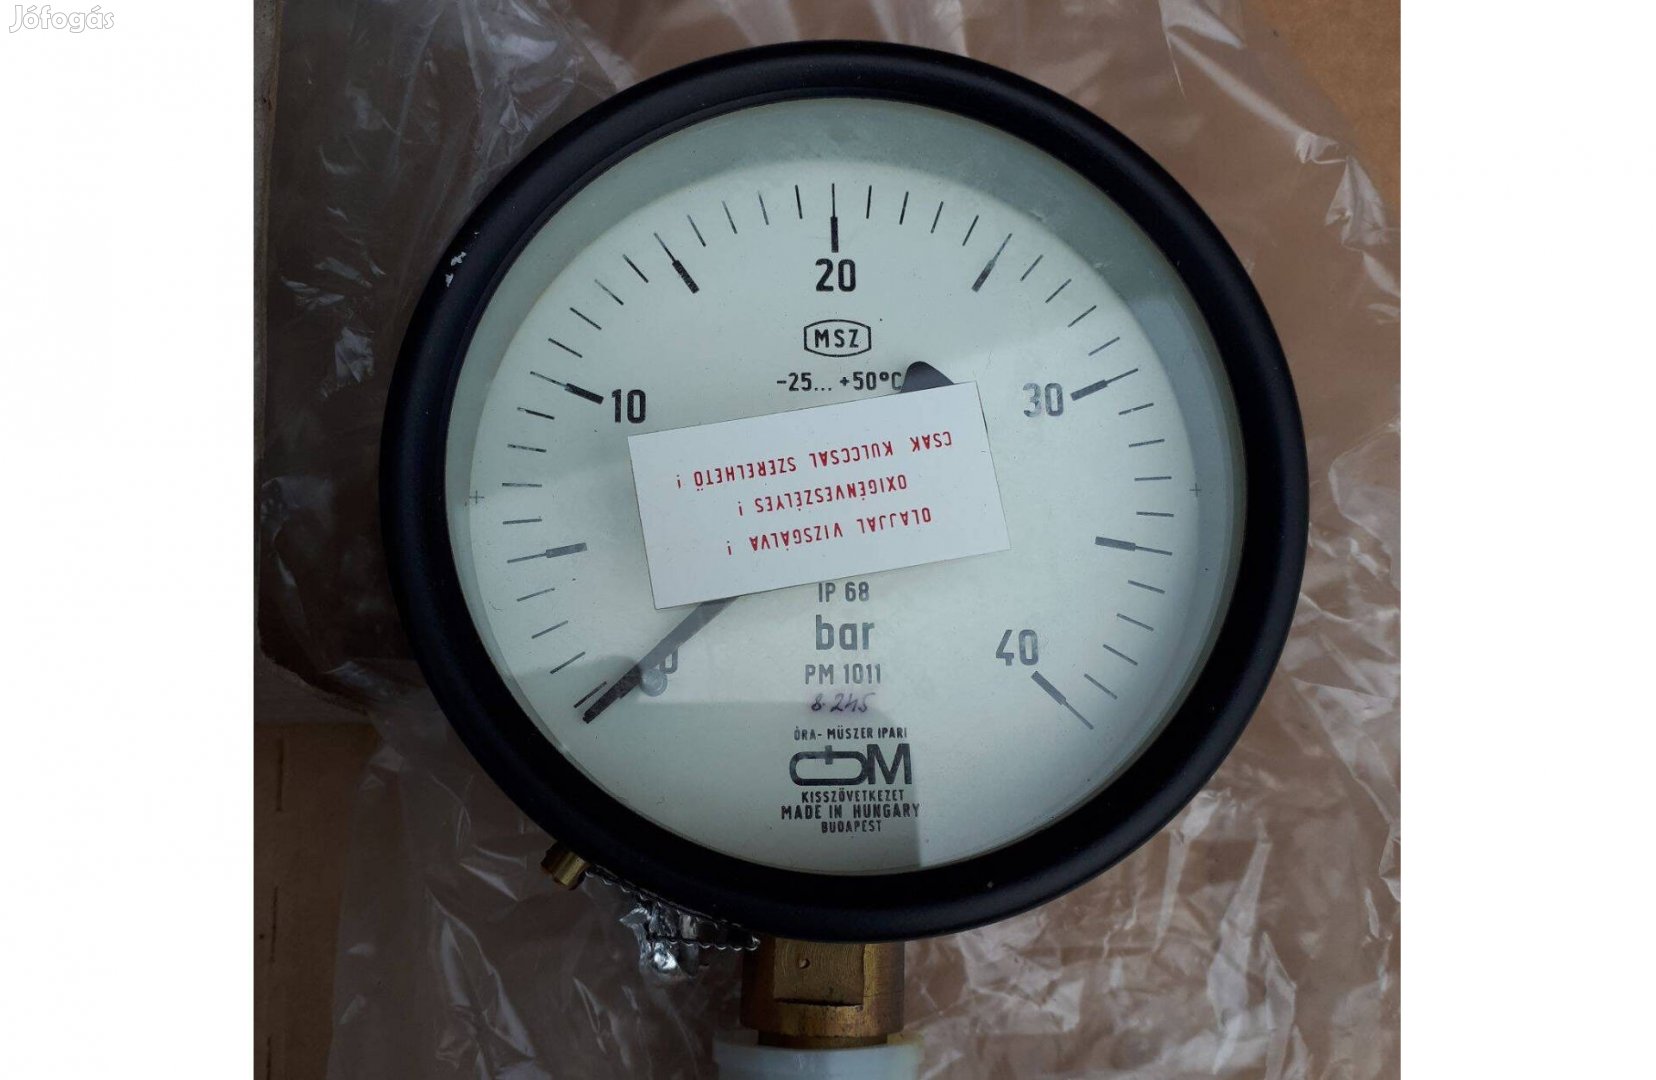 Jófogás
20
MSZ
-25... +50°C
10
30
CSAK KULCCSAL SZERELHETŐ !
OXIGÉNVESZÉLYES !
OLAJJAL VIZSGÁLVA !
IP 68
bar
0
40
PM 1011
8 245
ÓRA- MŰSZER IPARI
M
KISSZÖVETKEZET
MADE IN HUNGARY
BUDAPEST